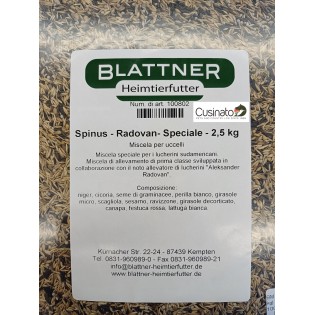 BLATTNER
Heimtierfutter
Num. di art. 100802
Cusinato
Spinus - Radovan- Speciale - 2,5 kg
Miscela per uccelli
Miscela speciale per i lucherini sudamericani.
Miscela di allevamento di prima classe sviluppata in
collaborazione con il noto allevatore di lucherini "Aleksander
Radovan".
Composizione:
niger, cicoria, seme di graminacee, perilla bianco, girasole
micro, scagliola, sesamo, ravizzone, girasole decorticato,
canapa, festuca rossa, lattuga bianca.
Kumacher Str. 22-24 - 87439 Kempten
Tel. 0831-960989-0 - Fax 0831-960989-21
info@blattner-heimtierfutter.de
www.blattner-heimtierfutter.de